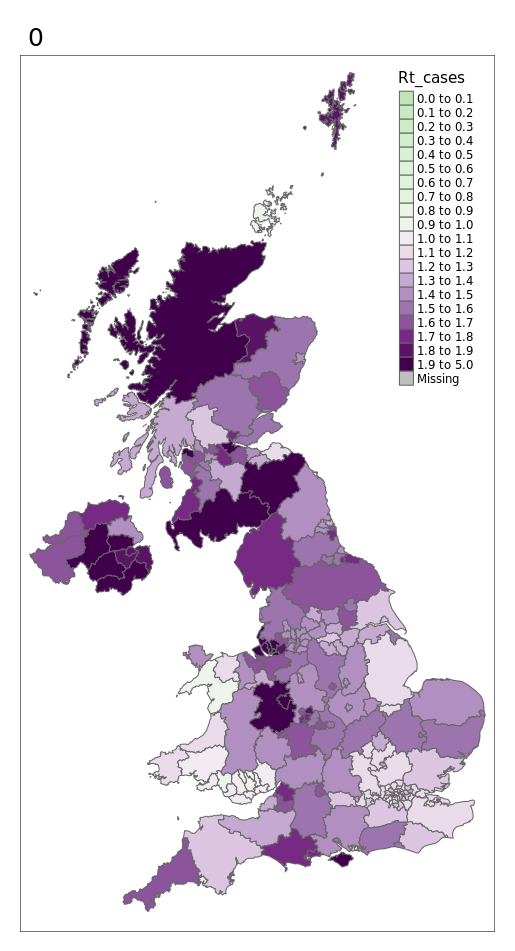 0
Rt_cases
0.0 to 0.1
0.1 to 0.2
0.2 to 0.3
0.3 to 0.4
0.4 to 0.5
0.5 to 0.6
0.6 to 0.7
0.7 to 0.8
0.8 to 0.9
0.9 to 1.0
1.0 to 1.1
1.1 to 1.2
1.2 to 1.3
1.3 to 1.4
1.4 to 1.5
1.5 to 1.6
1.6 to 1.7
1.7 to 1.8
1.8 to 1.9
1.9 to 5.0
Missing